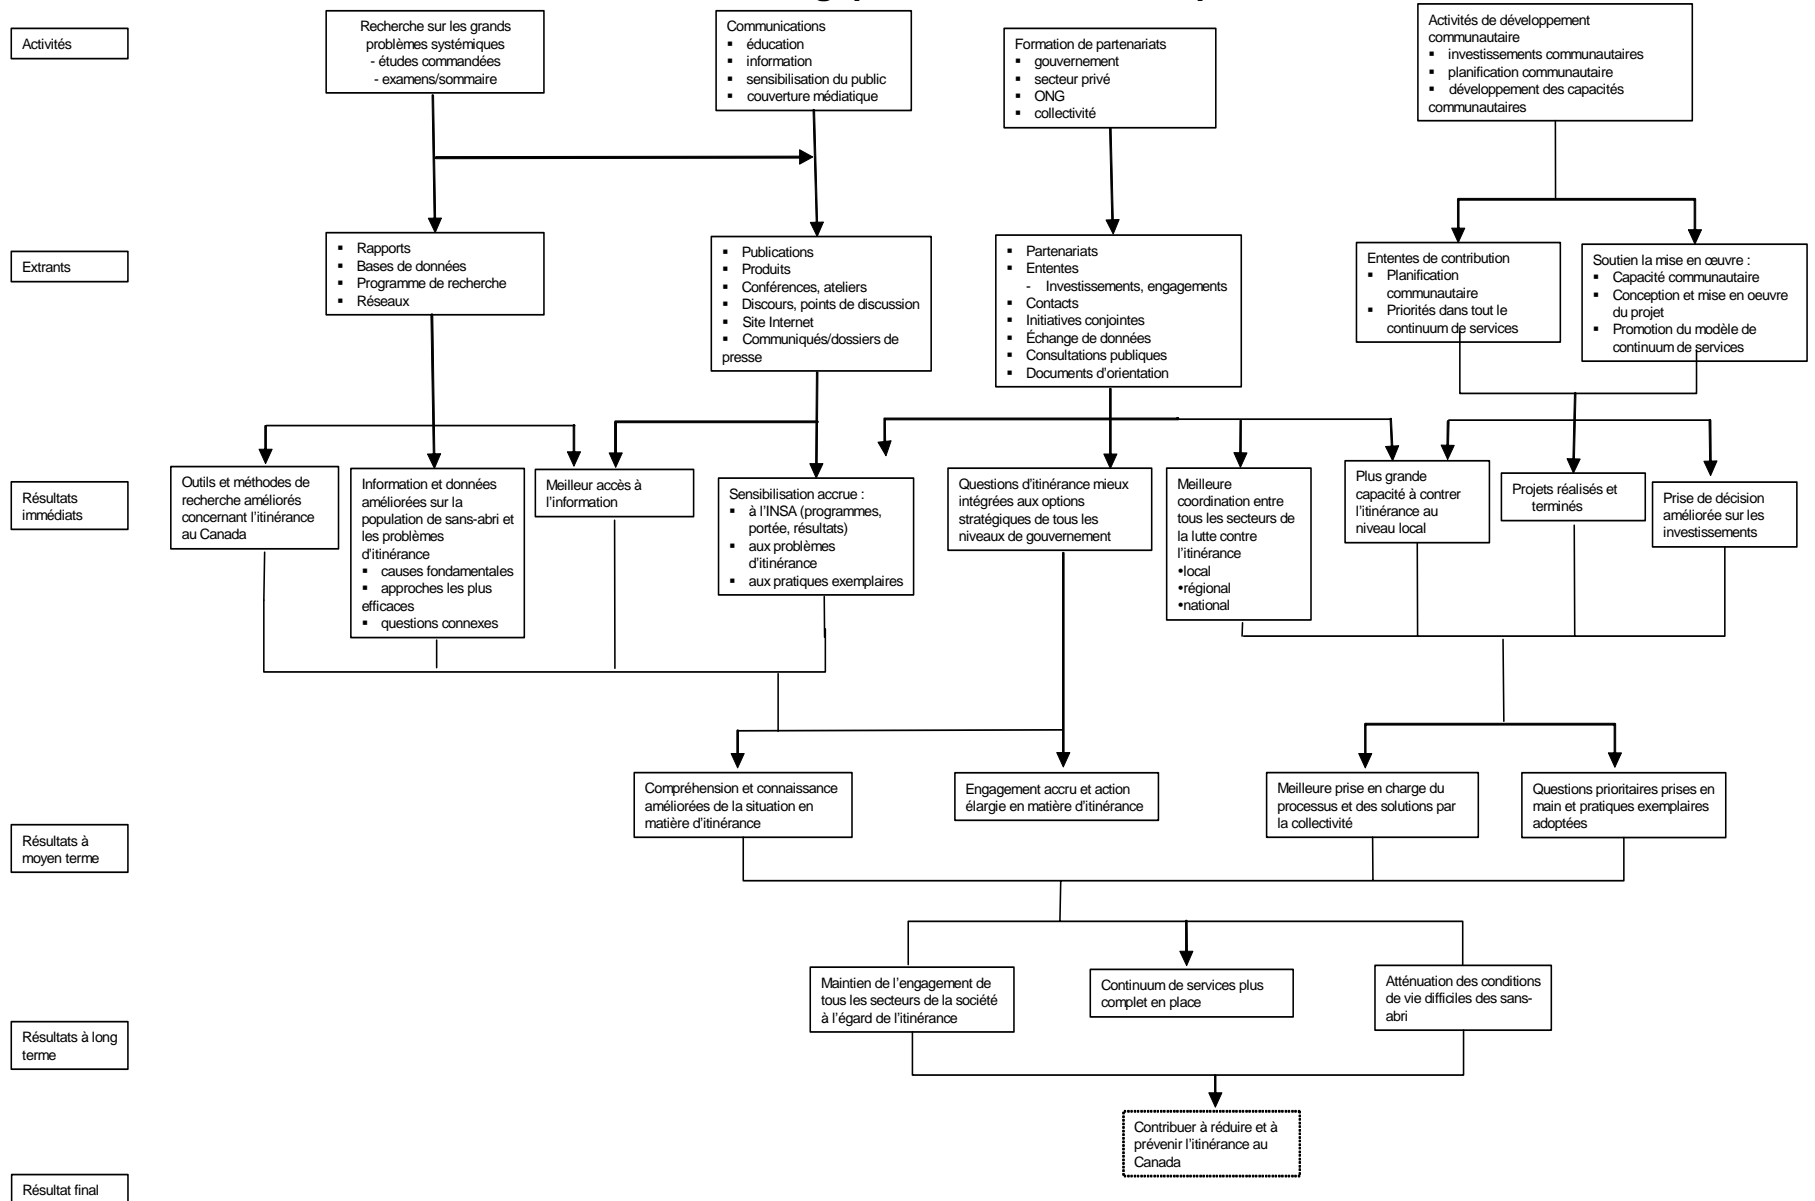 Activités
Recherche sur les grands
problèmes systémiques
- études commandées
- examens/sommaire
Communications
▪ éducation
▪ information
▪ sensibilisation du public
▪ couverture médiatique
Formation de partenariats
▪ gouvernement
▪ secteur privé
▪ ONG
▪ collectivité
Activités de développement
communautaire
▪ investissements communautaires
▪ planification communautaire
▪ développement des capacités
communautaires
Extrants
▪ Rapports
▪ Bases de données
▪ Programme de recherche
▪ Réseaux
▪ Publications
▪ Produits
▪ Conférences, ateliers
▪ Discours, points de discussion
▪ Site Internet
▪ Communiqués/dossiers de
presse
▪ Partenariats
▪ Ententes
- Investissements, engagements
▪ Contacts
▪ Initiatives conjointes
▪ Échange de données
▪ Consultations publiques
▪ Documents d'orientation
Ententes de contribution
▪ Planification
communautaire
▪ Priorités dans tout le
continuum de services
Soutien la mise en œuvre :
▪ Capacité communautaire
▪ Conception et mise en oeuvre
du projet
▪ Promotion du modèle de
continuum de services
Résultats
immédiats
Outils et méthodes de
recherche améliorés
concernant l'itinérance
au Canada
Information et données
améliorées sur la
population de sans-abri et
les problèmes
d'itinérance
▪ causes fondamentales
▪ approches les plus
efficaces
▪ questions connexes
Meilleur accès à
l'information
Sensibilisation accrue :
▪ à l'INSA (programmes,
portée, résultats)
▪ aux problèmes
d'itinérance
▪ aux pratiques exemplaires
Questions d'itinérance mieux
intégrées aux options
stratégiques de tous les
niveaux de gouvernement
Meilleure
coordination entre
tous les secteurs de
la lutte contre
l'itinérance
•local
•régional
•national
Plus grande
capacité à contrer
l'itinérance au
niveau local
Projets réalisés et
terminés
Prise de décision
améliorée sur les
investissements
Résultats à
moyen terme
Compréhension et connaissance
améliorées de la situation en
matière d'itinérance
Engagement accru et action
élargie en matière d'itinérance
Meilleure prise en charge du
processus et des solutions par
la collectivité
Questions prioritaires prises en
main et pratiques exemplaires
adoptées
Résultats à long
terme
Maintien de l'engagement de
tous les secteurs de la société
à l'égard de l'itinérance
Continuum de services plus
complet en place
Atténuation des conditions
de vie difficiles des sans-
abri
Contribuer à réduire et à
prévenir l'itinérance au
Canada
Résultat final